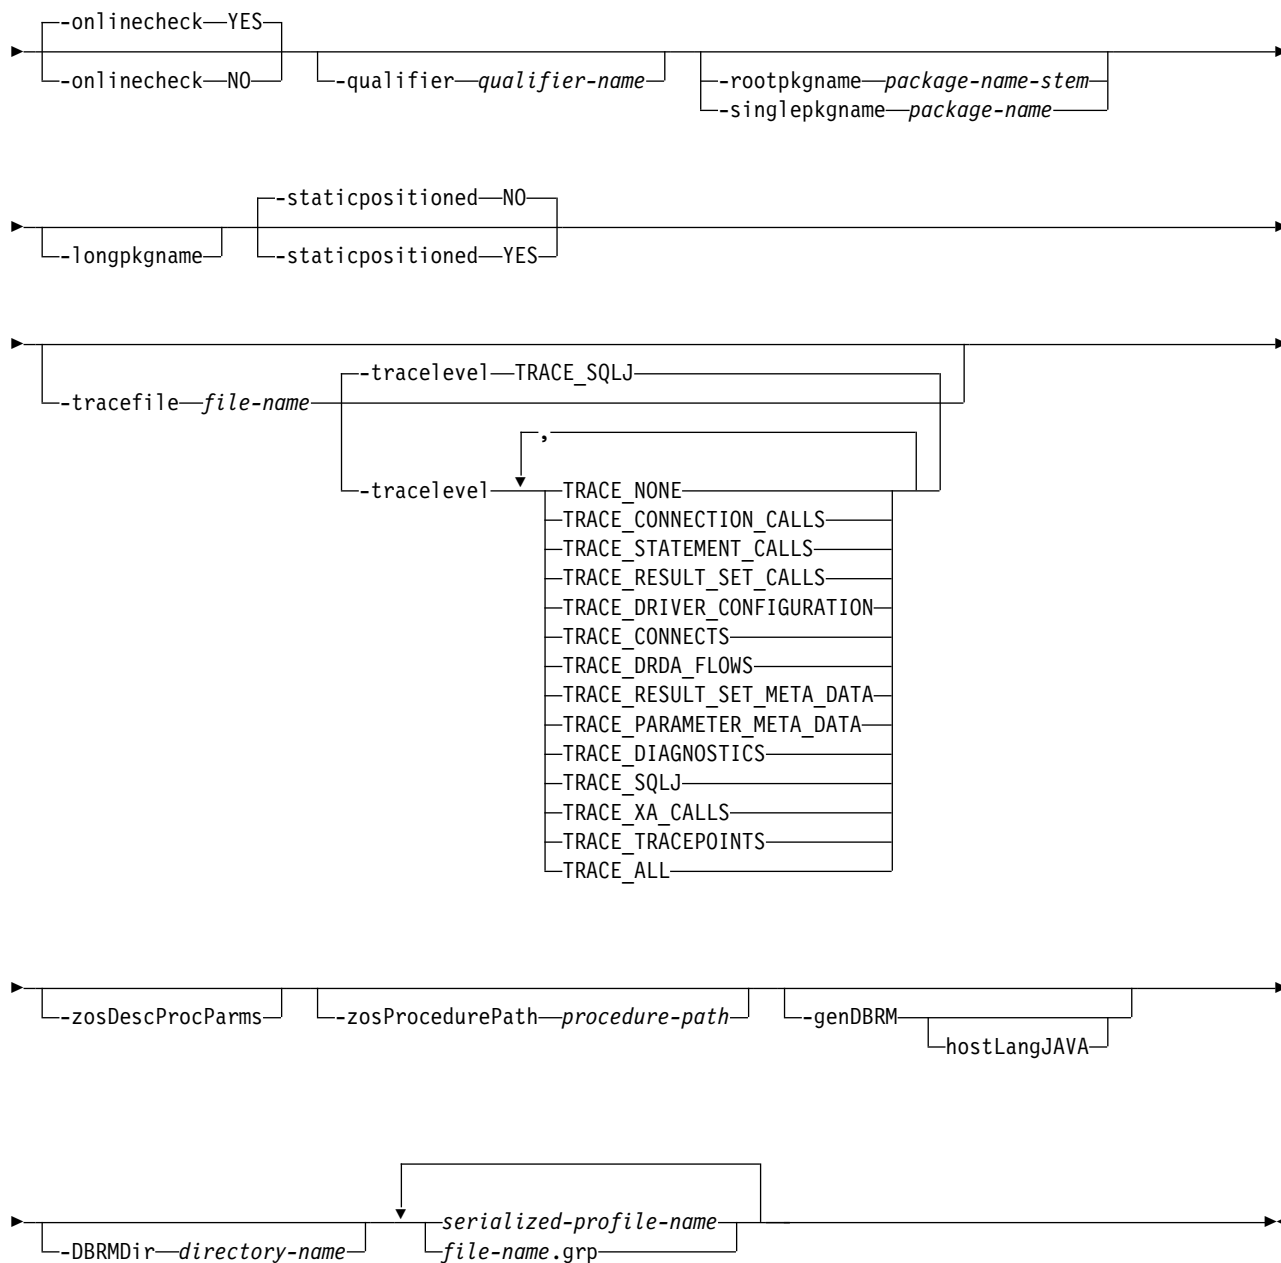 -onlinecheck YES
-onlinecheck NO
-qualifier qualifier-name
-rootpkgname package-name-stem
-singlepkgname package-name
-longpkgname
-staticpositioned NO
-staticpositioned YES
-tracefile file-name
-tracelevel TRACE_SQLJ
,
-tracelevel
TRACE_NONE
TRACE_CONNECTION_CALLS
TRACE_STATEMENT_CALLS
TRACE_RESULT_SET_CALLS
TRACE_DRIVER_CONFIGURATION
TRACE_CONNECTS
TRACE_DRDA_FLOWS
TRACE_RESULT_SET_META_DATA
TRACE_PARAMETER_META_DATA
TRACE_DIAGNOSTICS
TRACE_SQLJ
TRACE_XA_CALLS
TRACE_TRACEPOINTS
TRACE_ALL
-zosDescProcParms
-zosProcedurePath procedure-path
-genDBRM
hostLangJAVA
-DBRMDir directory-name
serialized-profile-name
file-name.grp